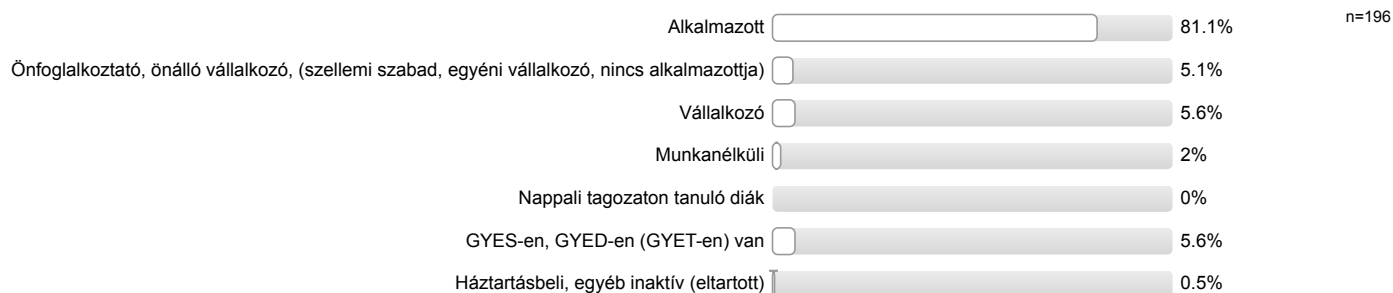 Alkalmazott 81.1% n=196
Önfoglalkoztató, önálló vállalkozó, (szellemi szabad, egyéni vállalkozó, nincs alkalmazottja) 5.1%
Vállalkozó 5.6%
Munkanélküli 2%
Nappali tagozaton tanuló diák 0%
GYES-en, GYED-en (GYET-en) van 5.6%
Háztartásbeli, egyéb inaktív (eltartott) 0.5%